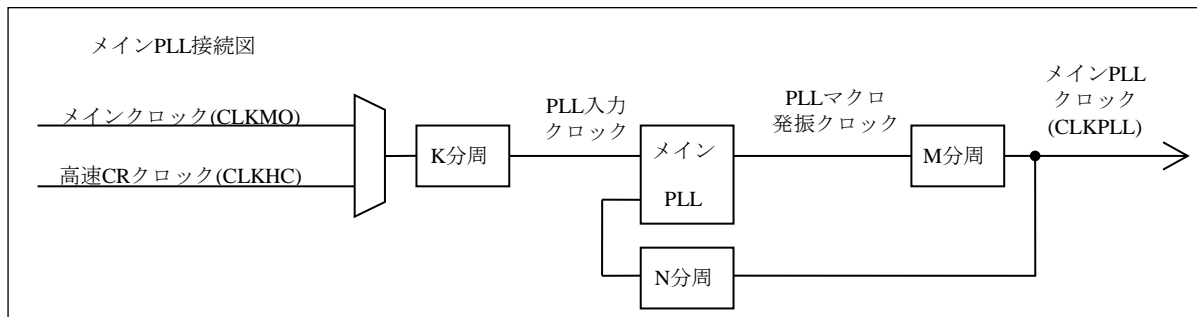 メインPLL接続図
メインクロック(CLKMO)
高速CRクロック(CLKHC)
K分周
PLL入力
クロック
メイン
PLL
PLLマクロ
発振クロック
M分周
メインPLL
クロック
(CLKPLL)
N分周